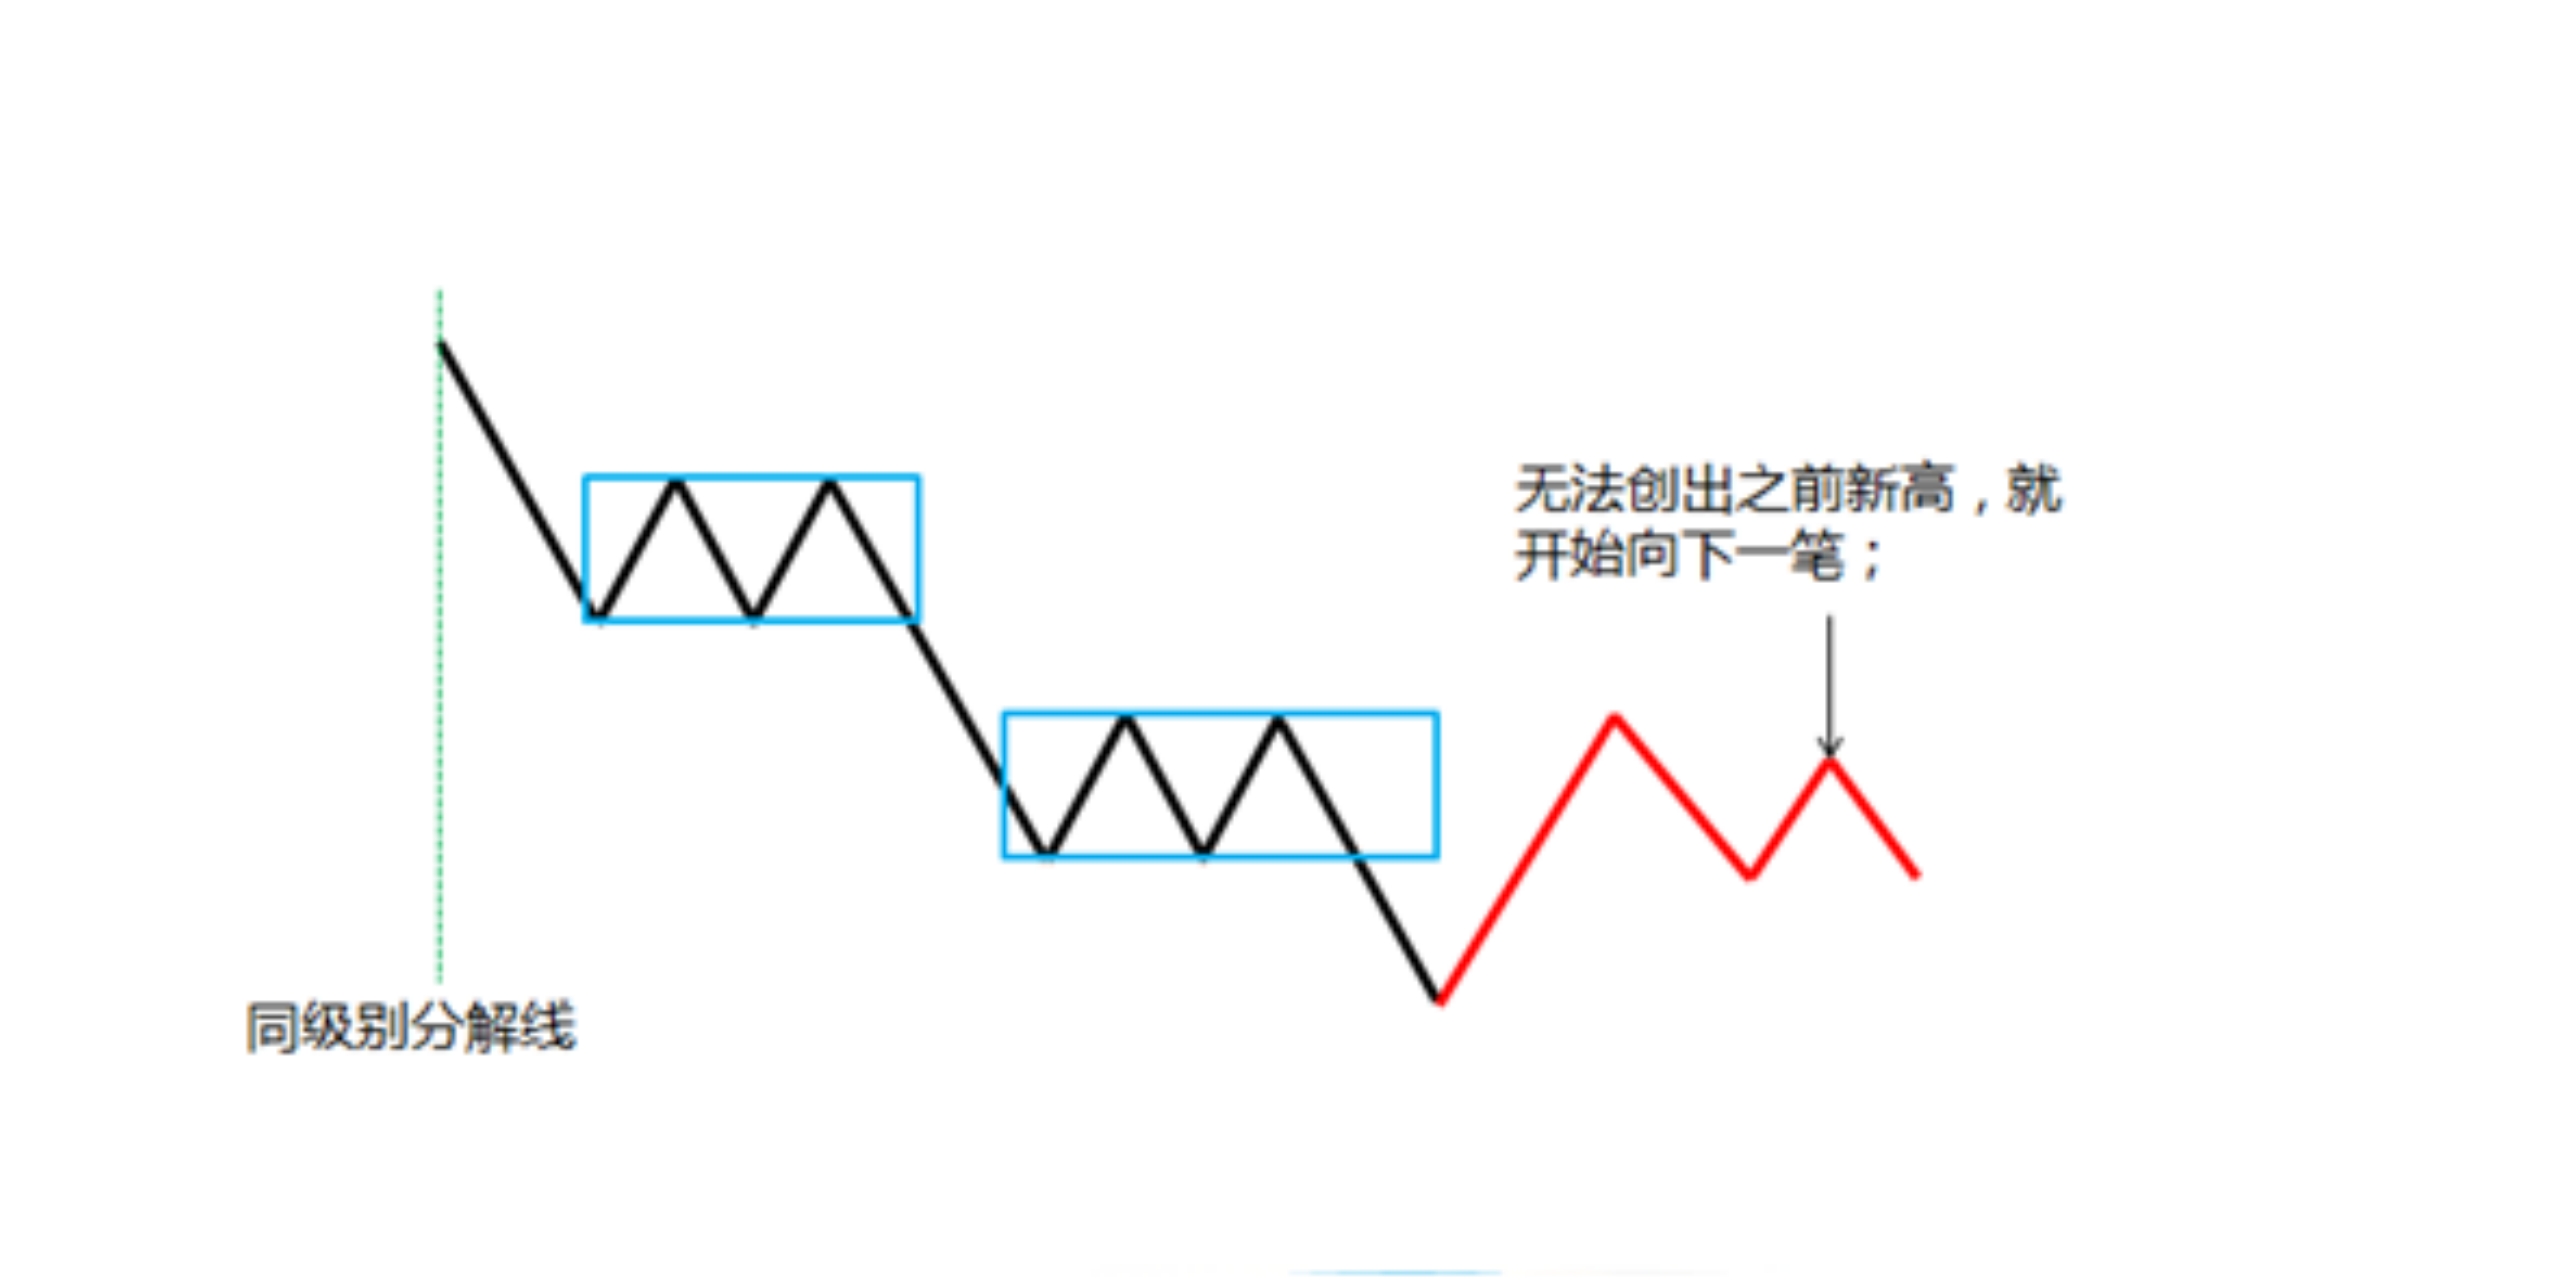 无法创出之前新高，就
开始向下一笔；
同级别分解线